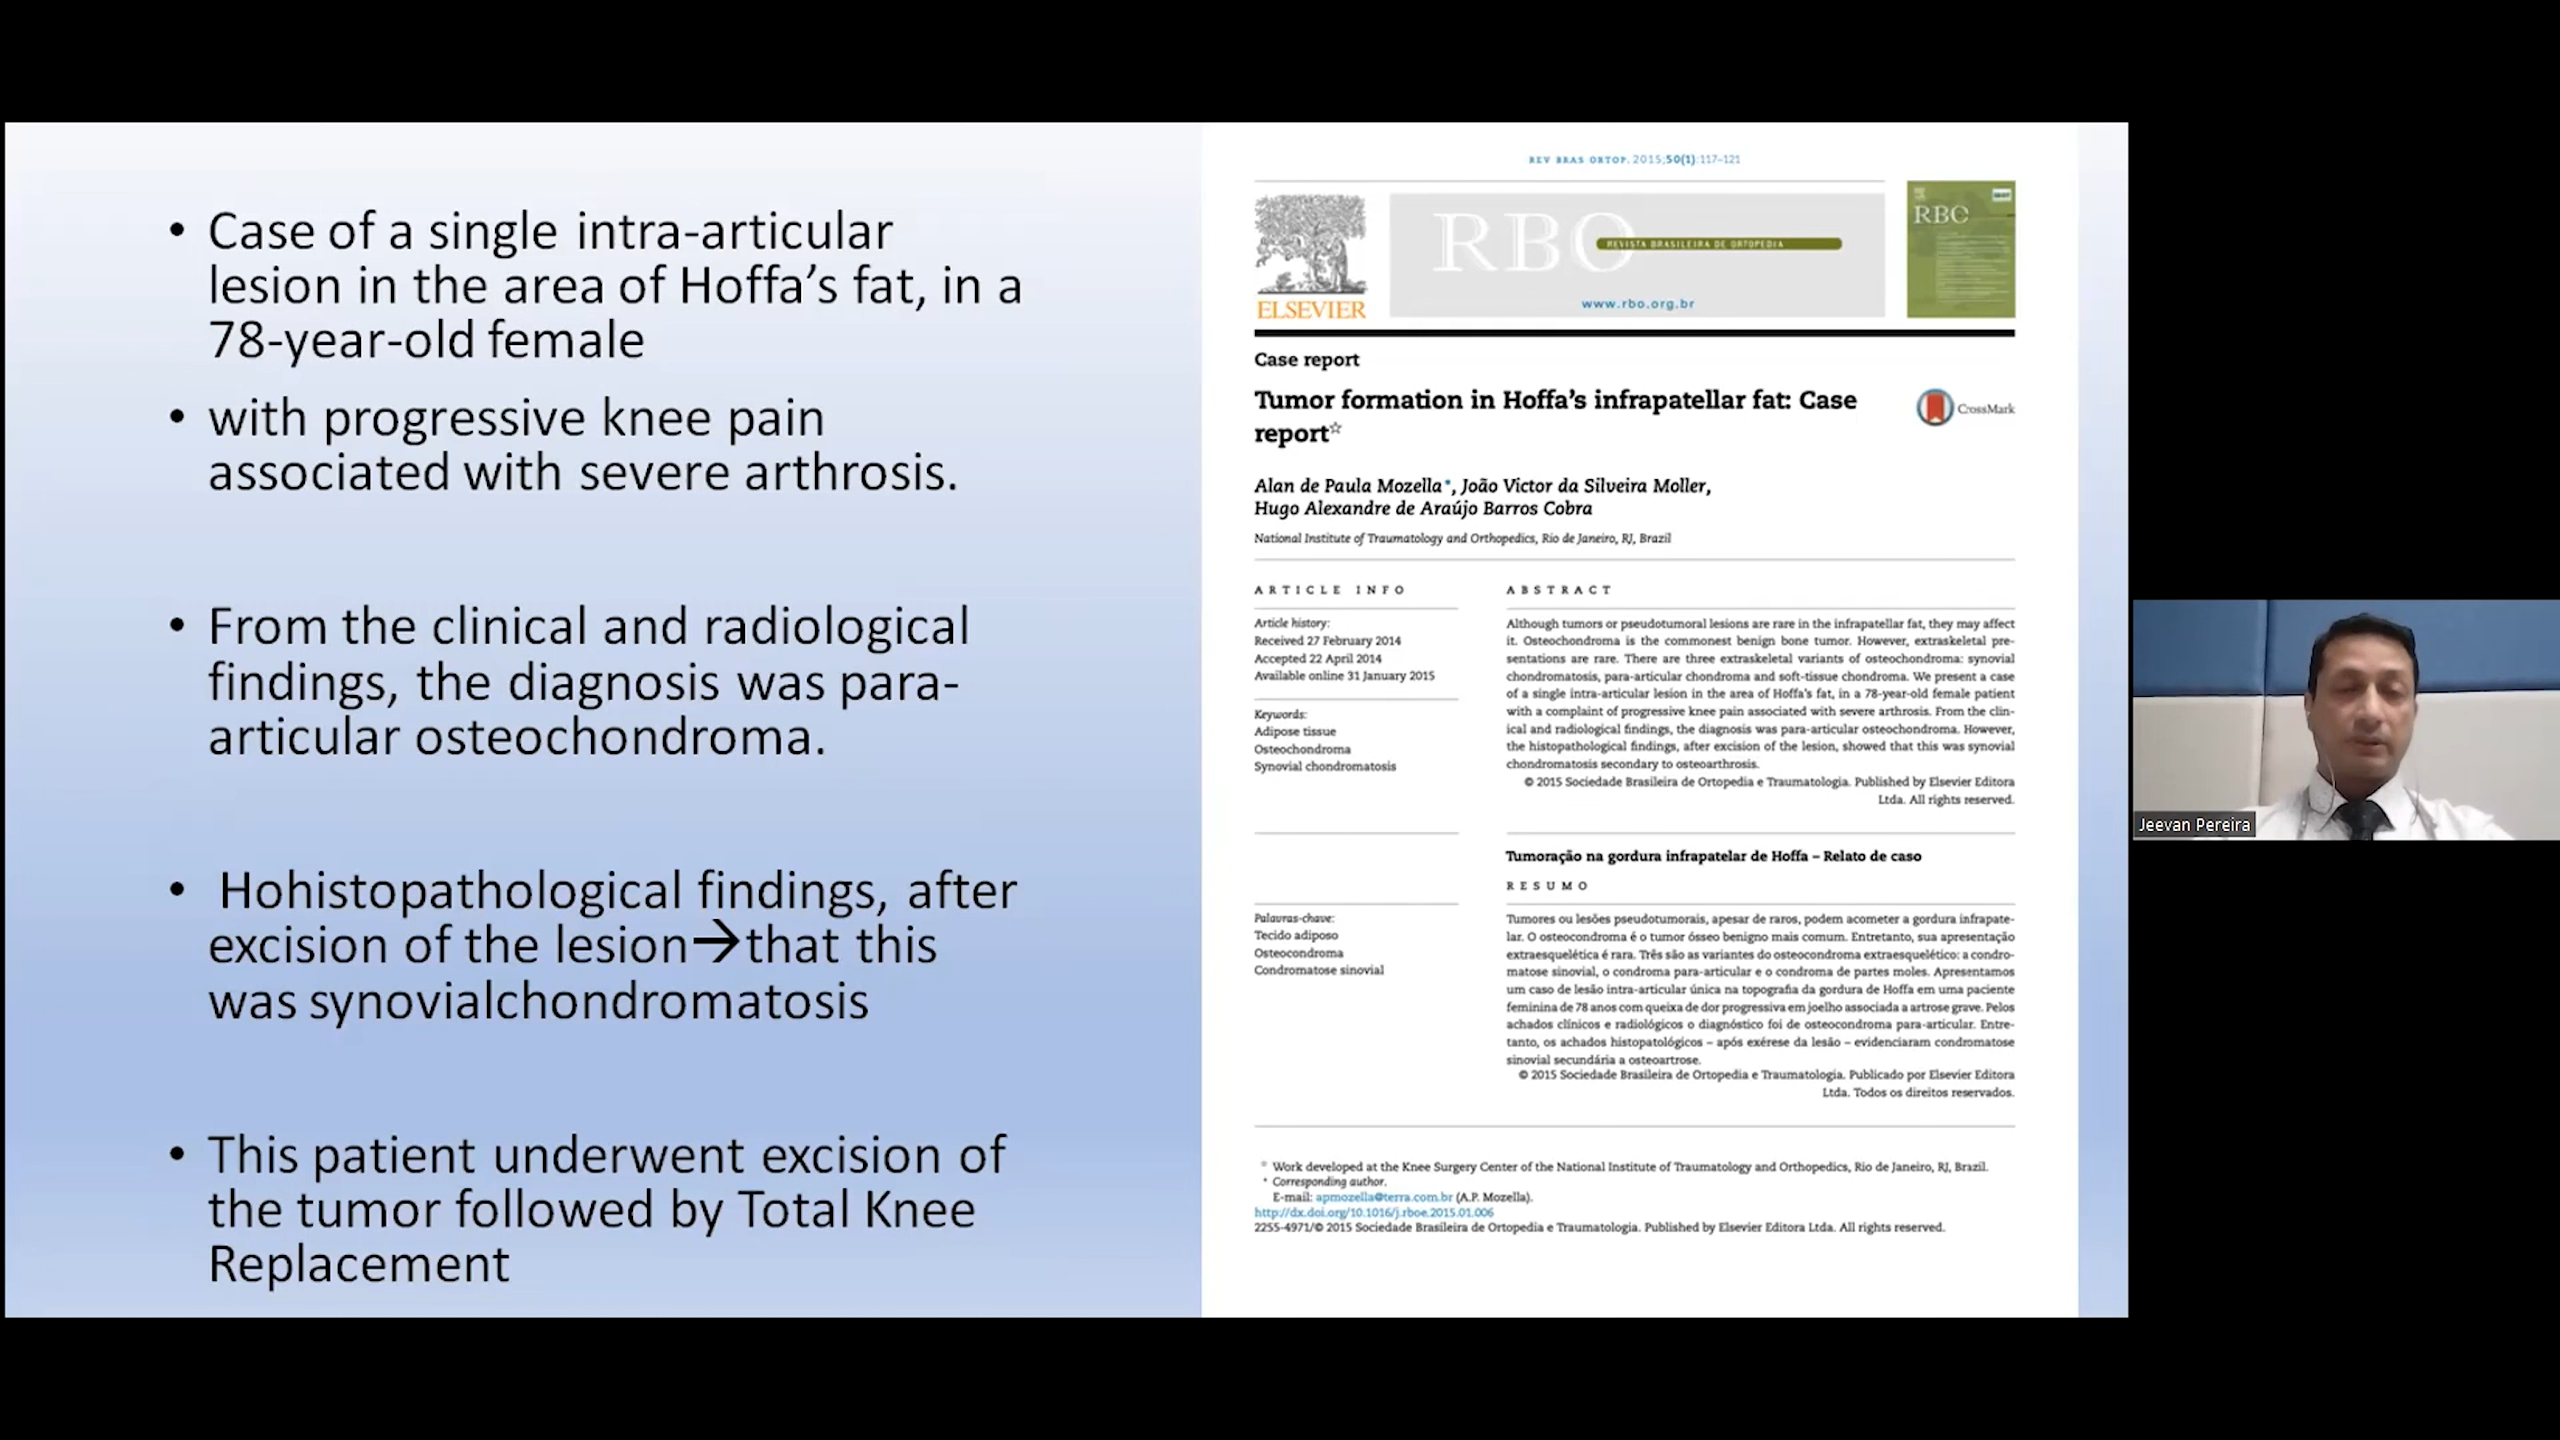 • Case of a single intra-articular
lesion in the area of Hoffa’s fat, in a
78-year-old female
• with progressive knee pain
associated with severe arthrosis.
• From the clinical and radiological
findings, the diagnosis was para-
articular osteochondroma.
• Hohistopathological findings, after
excision of the lesion→that this
was synovialchondromatosis
• This patient underwent excision of
the tumor followed by Total Knee
Replacement
REV BRAS ORTOP. 2015;50(1):117–121
ELSEVIER
RBO
REVISTA BRASILEIRA DE ORTOPEDIA
www.rbo.org.br
RBO
Case report
Tumor formation in Hoffa’s infrapatellar fat: Case
report☆
CrossMark
Alan de Paula Mozella*, João Victor da Silveira Moller,
Hugo Alexandre de Araújo Barros Cobra
National Institute of Traumatology and Orthopedics, Rio de Janeiro, RJ, Brazil
ARTICLE INFO
Article history:
Received 27 February 2014
Accepted 22 April 2014
Available online 31 January 2015
Keywords:
Adipose tissue
Osteochondroma
Synovial chondromatosis
ABSTRACT
Although tumors or pseudotumoral lesions are rare in the infrapatellar fat, they may affect
it. Osteochondroma is the commonest benign bone tumor. However, extraskeletal pre-
sentations are rare. There are three extraskeletal variants of osteochondroma: synovial
chondromatosis, para-articular chondroma and soft-tissue chondroma. We present a case
of a single intra-articular lesion in the area of Hoffa’s fat, in a 78-year-old female patient
with a complaint of progressive knee pain associated with severe arthrosis. From the clin-
ical and radiological findings, the diagnosis was para-articular osteochondroma. However,
the histopathological findings, after excision of the lesion, showed that this was synovial
chondromatosis secondary to osteoarthrosis.
© 2015 Sociedade Brasileira de Ortopedia e Traumatologia. Published by Elsevier Editora
Ltda. All rights reserved.
Tumoração na gordura infrapatelar de Hoffa – Relato de caso
RESUMO
Palavras-chave:
Tecido adiposo
Osteocondroma
Condromatose sinovial
Tumores ou lesões pseudotumorais, apesar de raros, podem acometer a gordura infrapate-
lar. O osteocondroma é o tumor ósseo benigno mais comum. Entretanto, sua apresentação
extraesquelética é rara. Três são as variantes do osteocondroma extraesquelético: a condro-
matose sinovial, o condroma para-articular e o condroma de partes moles. Apresentamos
um caso de lesão intra-articular única na topografia da gordura de Hoffa em uma paciente
feminina de 78 anos com queixa de dor progressiva em joelho associada a artrose grave. Pelos
achados clínicos e radiológicos o diagnóstico foi de osteocondroma para-articular. Entre-
tanto, os achados histopatológicos – após exérese da lesão – evidenciaram condromatose
sinovial secundária a osteoartrose.
© 2015 Sociedade Brasileira de Ortopedia e Traumatologia. Publicado por Elsevier Editora
Ltda. Todos os direitos reservados.
☆ Work developed at the Knee Surgery Center of the National Institute of Traumatology and Orthopedics, Rio de Janeiro, RJ, Brazil.
* Corresponding author.
E-mail: apmozella@terra.com.br (A.P. Mozella).
http://dx.doi.org/10.1016/j.rboe.2015.01.006
2255-4971/© 2015 Sociedade Brasileira de Ortopedia e Traumatologia. Published by Elsevier Editora Ltda. All rights reserved.
Jeevan Pereira